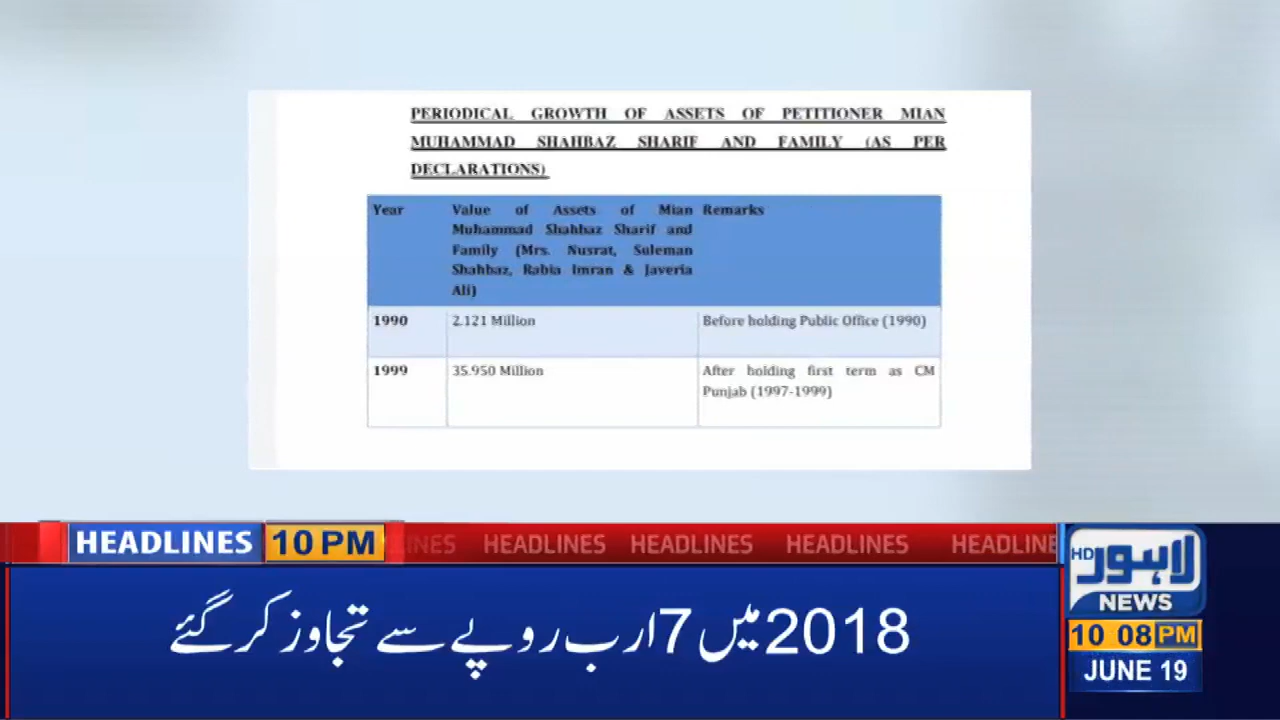 PERIODICAL GROWTH OF ASSETS OF PETITIONER MIAN
MUHAMMAD SHAHBAZ SHARIF AND FAMILY (AS PER
DECLARATIONS)
Year
Value of Assets of Mian
Muhammad Shahbaz Sharif and
Family (Mrs. Nusrat, Suleman
Shahbaz, Rabia Imran & Javeria
Ali)
Remarks
1990
2.121 Million
Before holding Public Office (1990)
1999
35.950 Million
After holding first term as CM
Punjab (1997-1999)
HEADLINES 10 PM
LINES HEADLINES HEADLINES HEADLINES HEADLINE
2018 میں 7 ارب روپے سے تجاوز کر گئے
HD لاہور
NEWS
10 08 PM
JUNE 19